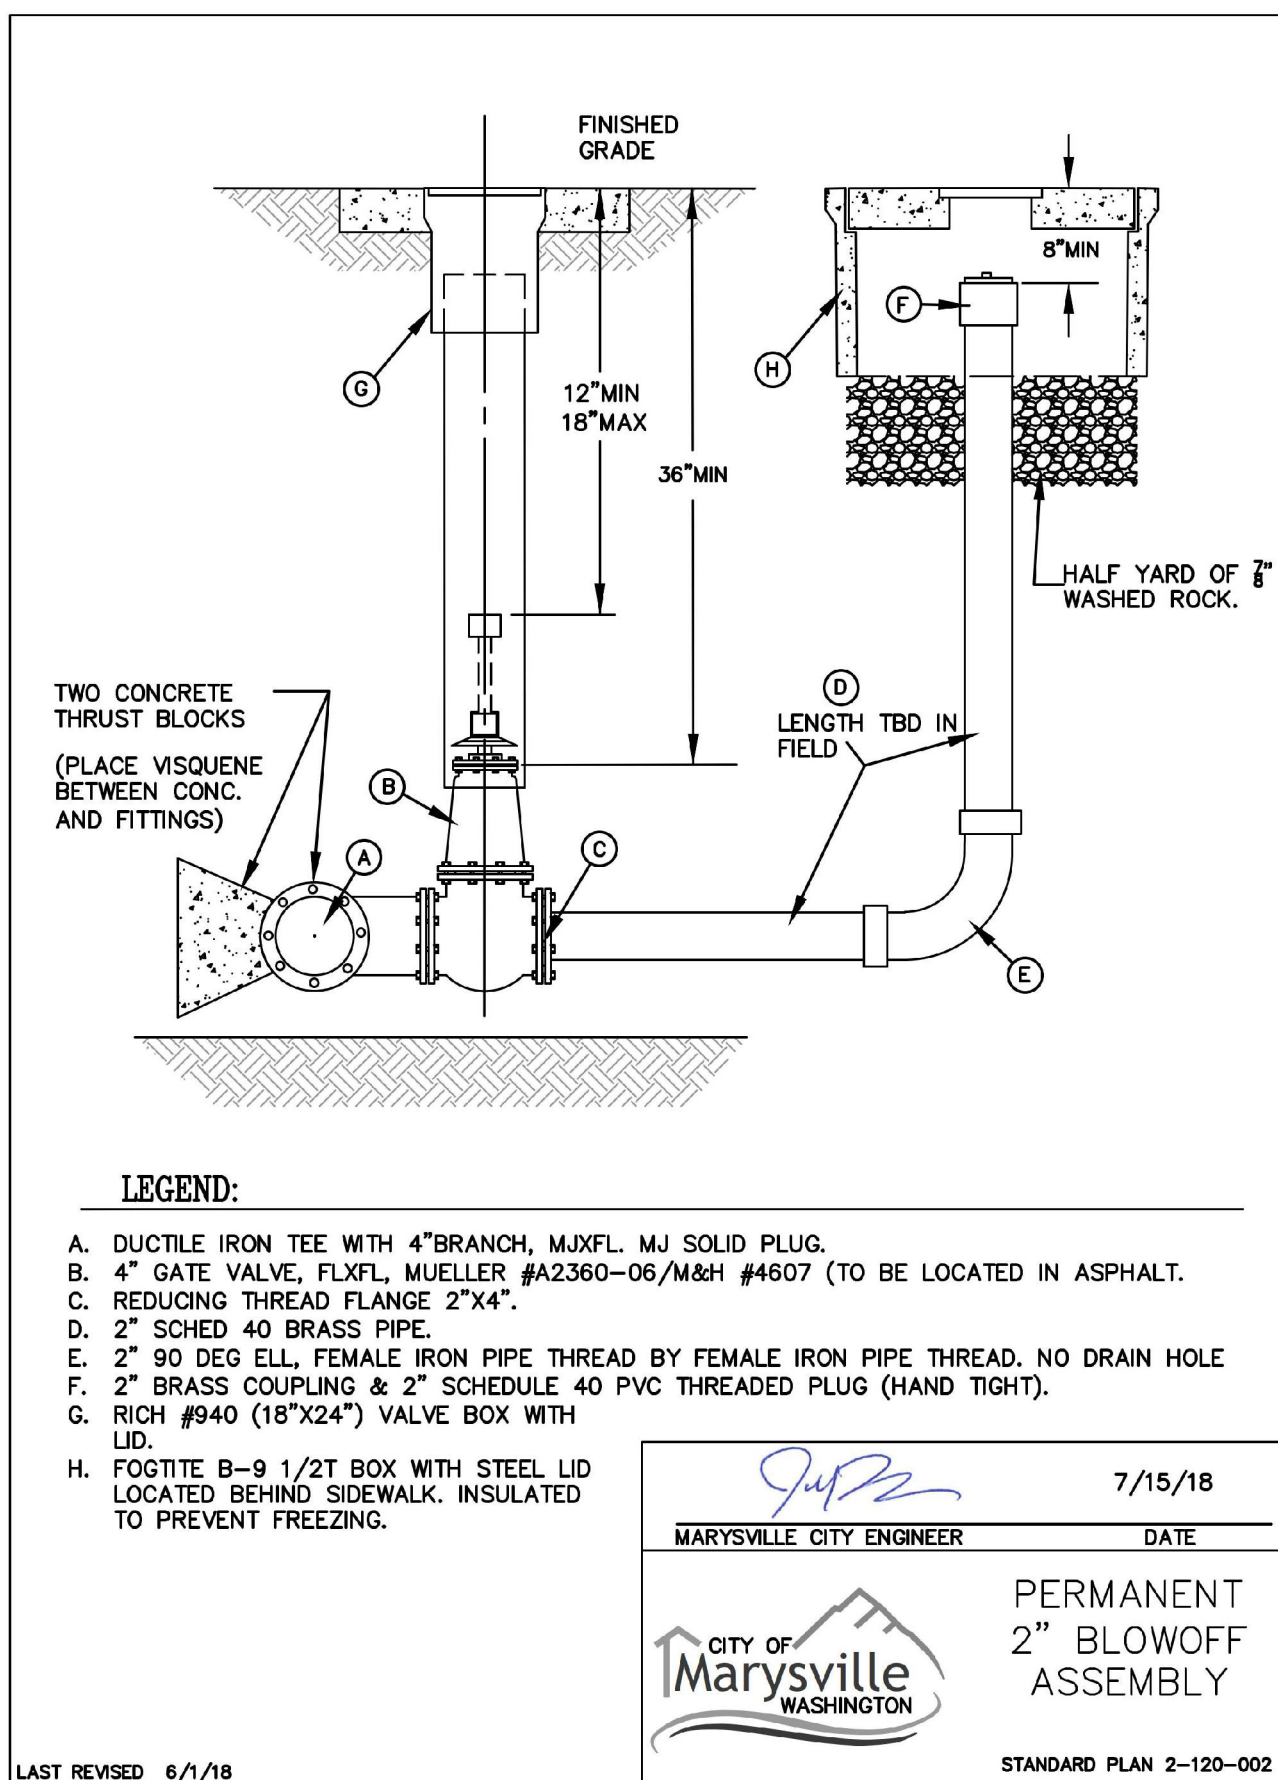 FINISHED
GRADE
8"MIN
F
H
G
12"MIN
18"MAX
36"MIN
HALF YARD OF 7/8"
WASHED ROCK.
TWO CONCRETE
THRUST BLOCKS
(PLACE VISQUENE
BETWEEN CONC.
AND FITTINGS)
D
LENGTH TBD IN
FIELD
B
A
C
E
LEGEND:
A. DUCTILE IRON TEE WITH 4"BRANCH, MJXFL. MJ SOLID PLUG.
B. 4" GATE VALVE, FLXFL, MUELLER #A2360-06/M&H #4607 (TO BE LOCATED IN ASPHALT.
C. REDUCING THREAD FLANGE 2"X4".
D. 2" SCHED 40 BRASS PIPE.
E. 2" 90 DEG ELL, FEMALE IRON PIPE THREAD BY FEMALE IRON PIPE THREAD. NO DRAIN HOLE
F. 2" BRASS COUPLING & 2" SCHEDULE 40 PVC THREADED PLUG (HAND TIGHT).
G. RICH #940 (18"X24") VALVE BOX WITH
LID.
H. FOGTITE B-9 1/2T BOX WITH STEEL LID
LOCATED BEHIND SIDEWALK. INSULATED
TO PREVENT FREEZING.
7/15/18
MARYSVILLE CITY ENGINEER DATE
CITY OF
Marysville
WASHINGTON
PERMANENT
2" BLOWOFF
ASSEMBLY
STANDARD PLAN 2-120-002
LAST REVISED 6/1/18